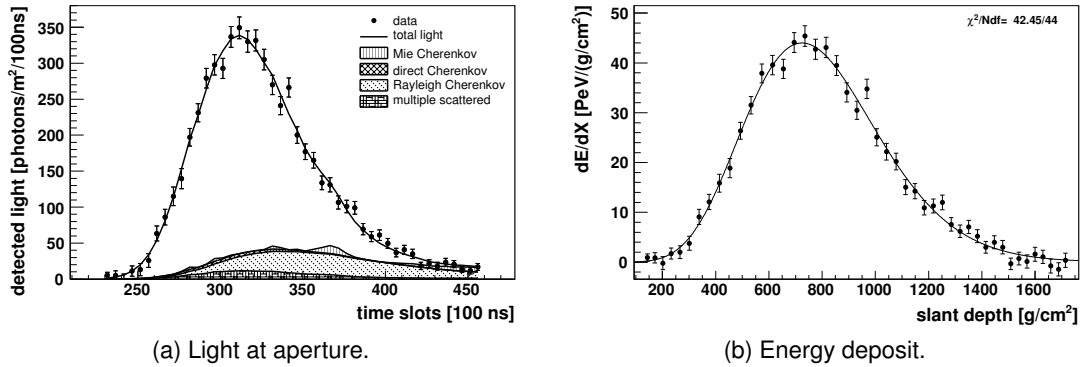 detected light [photons/m²/100ns]
350
300
250
200
150
100
50
0
data
total light
Mie Cherenkov
direct Cherenkov
Rayleigh Cherenkov
multiple scattered
250 300 350 400 450
time slots [100 ns]
(a) Light at aperture.
dE/dX [PeV/(g/cm²)]
50
40
30
20
10
0
χ²/Ndf= 42.45/44
200 400 600 800 1000 1200 1400 1600
slant depth [g/cm²]
(b) Energy deposit.